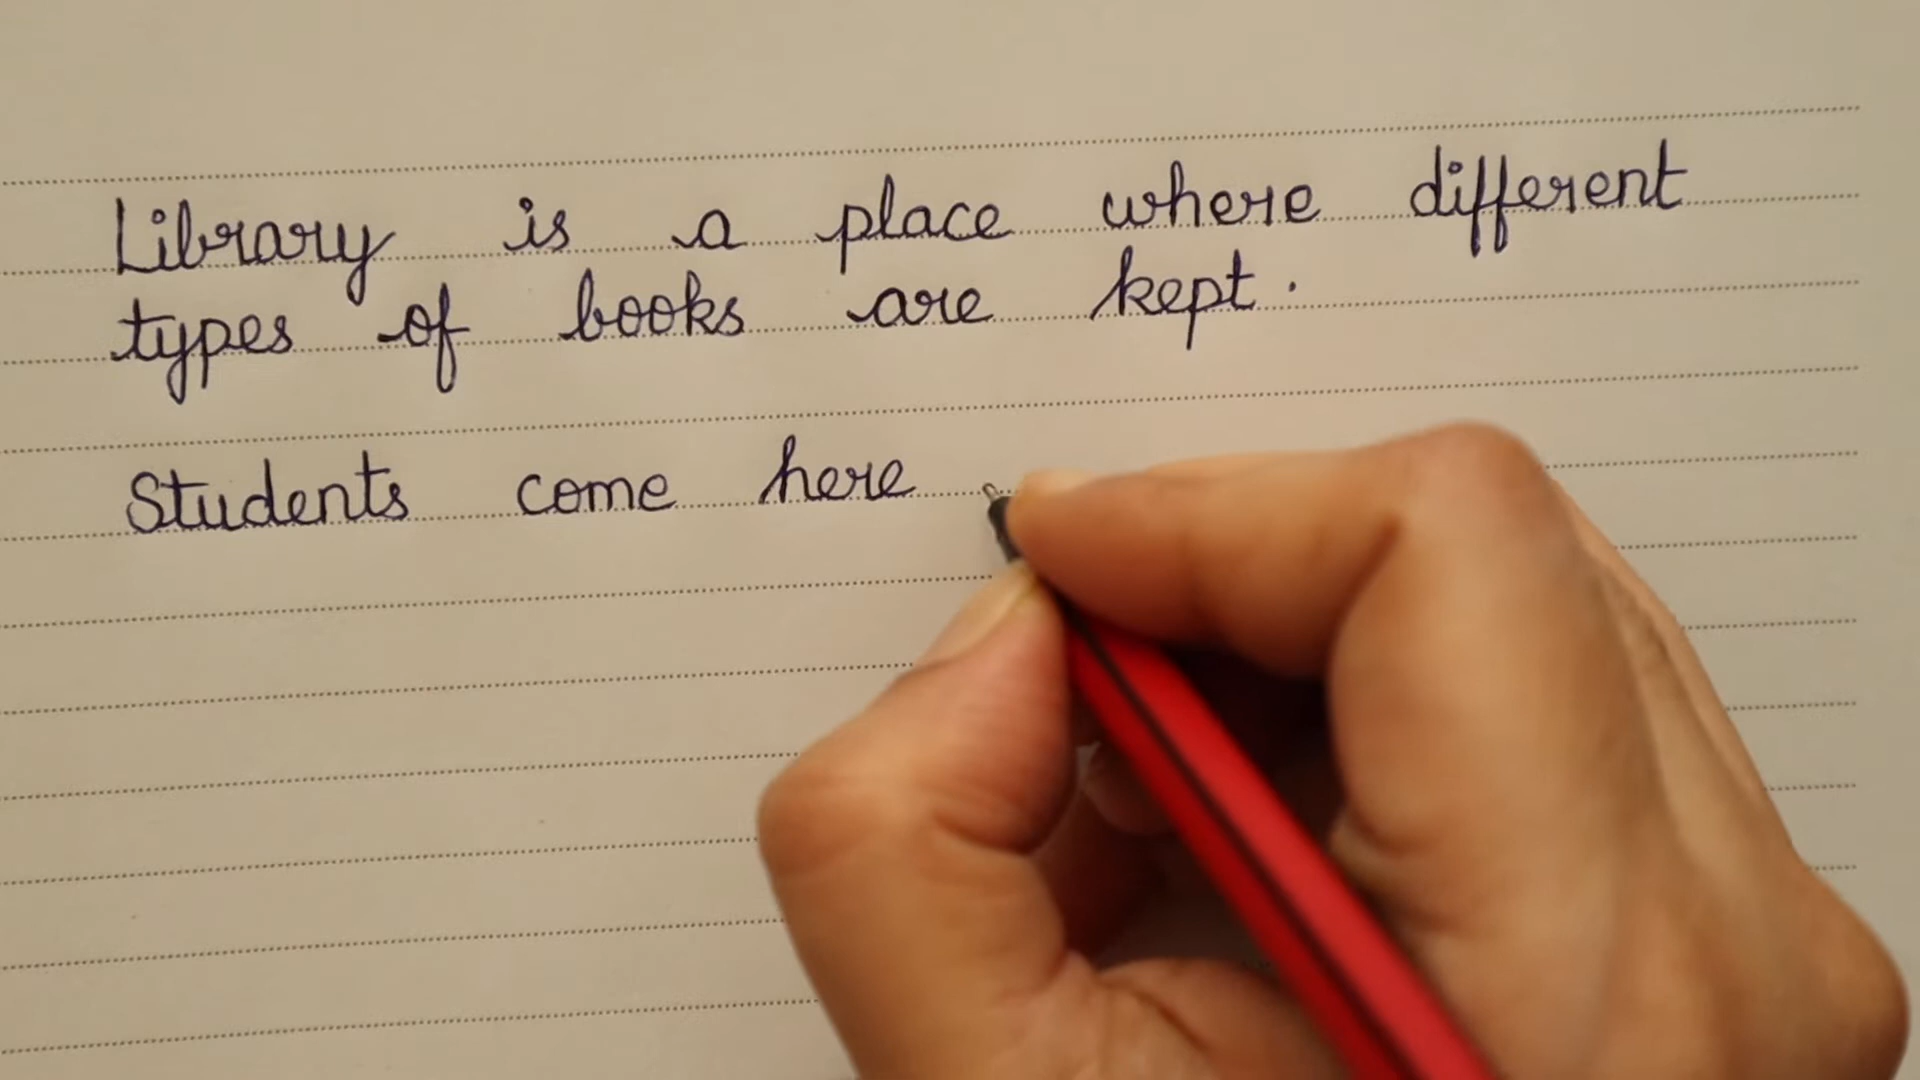 Library is a place where different
types of books are kept.
Students come here